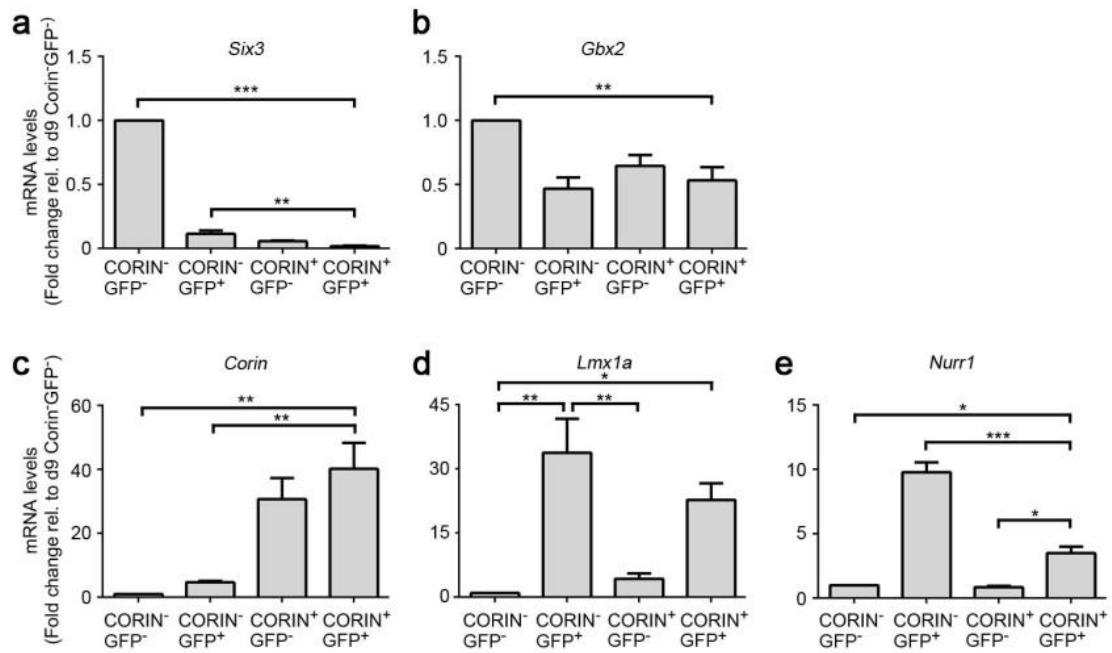 a
Six3
mRNA levels
(Fold change rel. to d9 Corin⁻GFP⁻)
1.5
1.0
0.5
0
***
**
CORIN⁻ CORIN⁻ CORIN⁺ CORIN⁺
GFP⁻ GFP⁺ GFP⁻ GFP⁺
b
Gbx2
1.5
1.0
0.5
0
**
CORIN⁻ CORIN⁻ CORIN⁺ CORIN⁺
GFP⁻ GFP⁺ GFP⁻ GFP⁺
c
Corin
mRNA levels
(Fold change rel. to d9 Corin⁻GFP⁻)
60
40
20
0
**
**
CORIN⁻ CORIN⁻ CORIN⁺ CORIN⁺
GFP⁻ GFP⁺ GFP⁻ GFP⁺
d
Lmx1a
45
30
15
0
*
** **
CORIN⁻ CORIN⁻ CORIN⁺ CORIN⁺
GFP⁻ GFP⁺ GFP⁻ GFP⁺
e
Nurr1
15
10
5
0
*
***
*
CORIN⁻ CORIN⁻ CORIN⁺ CORIN⁺
GFP⁻ GFP⁺ GFP⁻ GFP⁺